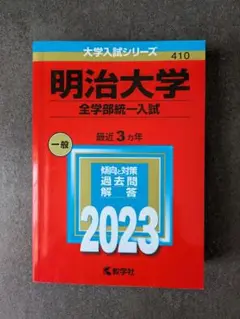 大学入試シリーズ
410
明治大学
全学部統一入試
最近3カ年
一般
傾向と対策
過去問
解答
2023
教学社